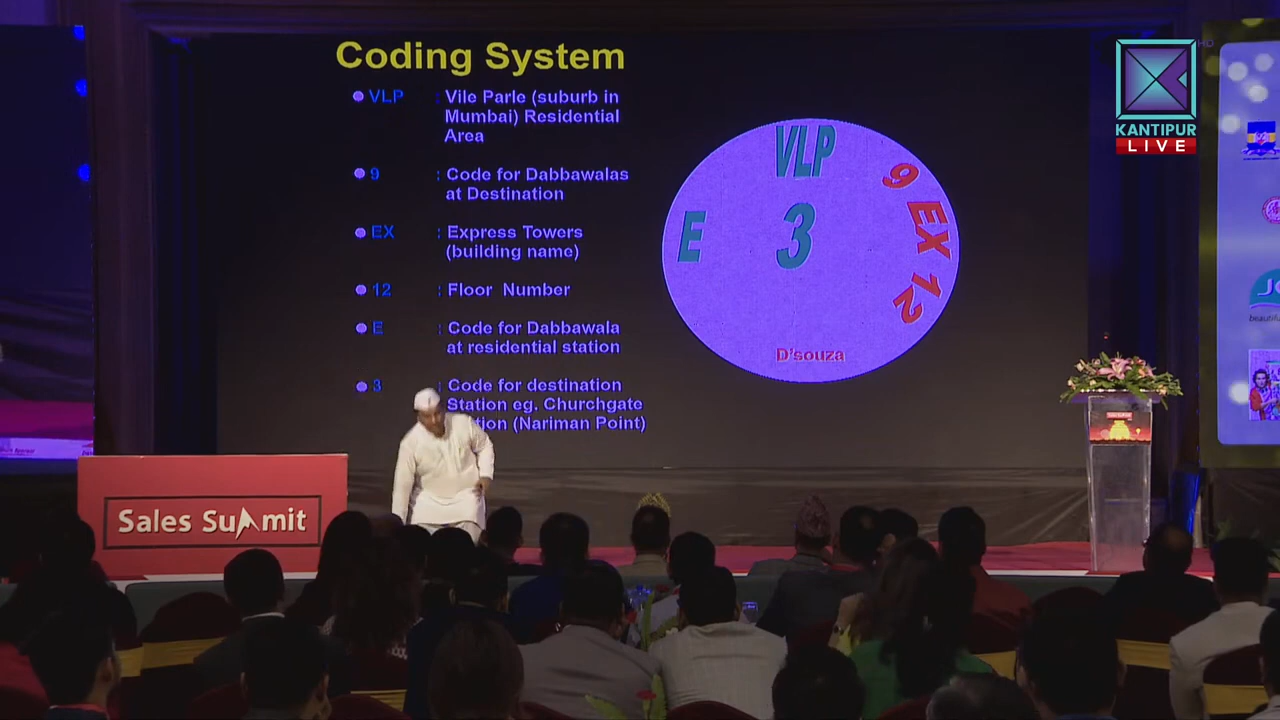 Coding System
VLP : Vile Parle (suburb in
Mumbai) Residential
Area
9 : Code for Dabbawalas
at Destination
EX : Express Towers
(building name)
12 : Floor Number
E : Code for Dabbawala
at residential station
3 : Code for destination
Station eg. Churchgate
(Nariman Point)
VLP
9
EX
12
E
3
D'souza
KANTIPUR
LIVE
HD
Sales Summit